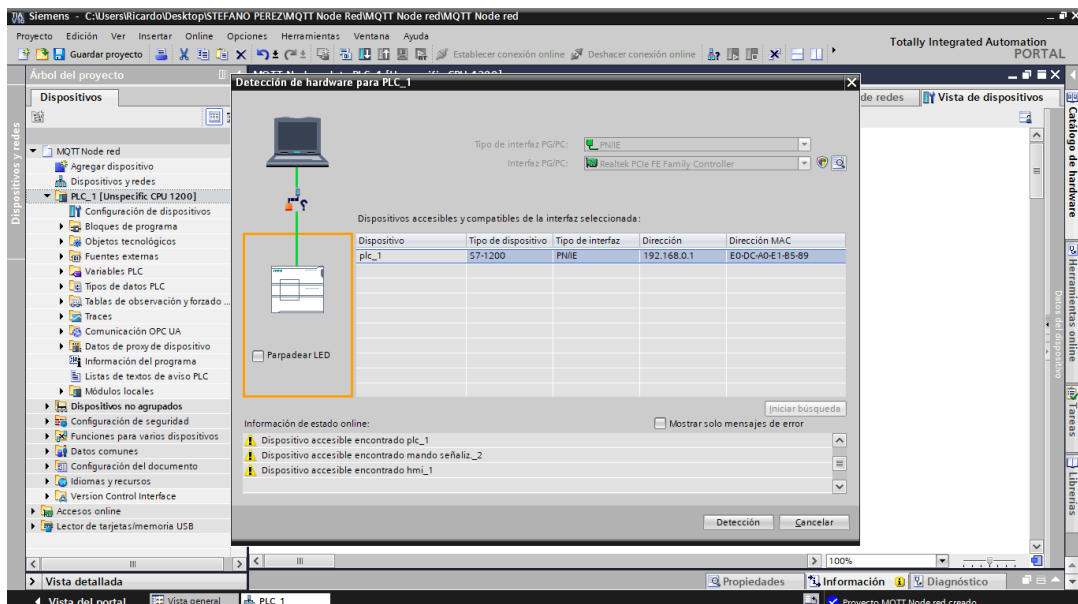 Siemens - C:\Users\Ricardo\Desktop\STEFANO PEREZ\MQTT Node Red\MQTT Node red\MQTT Node red
Proyecto Edición Ver Insertar Online Opciones Herramientas Ventana Ayuda
Totally Integrated Automation
PORTAL
Guardar proyecto
Establecer conexión online
Deshacer conexión online
Árbol del proyecto
Dispositivos
Dispositivos y redes
MQTT Node red
Agregar dispositivo
Dispositivos y redes
PLC_1 [Unspecific CPU 1200]
Configuración de dispositivos
Bloques de programa
Objetos tecnológicos
Fuentes externas
Variables PLC
Tipos de datos PLC
Tablas de observación y forzado ...
Traces
Comunicación OPC UA
Datos de proxy de dispositivo
Información del programa
Listas de textos de aviso PLC
Módulos locales
Dispositivos no agrupados
Configuración de seguridad
Funciones para varios dispositivos
Datos comunes
Configuración del documento
Idiomas y recursos
Version Control Interface
Accesos online
Lector de tarjetas/memoria USB
Vista detallada
Detección de hardware para PLC_1
Tipo de interfaz PG/PC: PN/IE
Interfaz PG/PC: Realtek PCIe FE Family Controller
Dispositivos accesibles y compatibles de la interfaz seleccionada:
Dispositivo Tipo de dispositivo Tipo de interfaz Dirección Dirección MAC
plc_1 S7-1200 PN/IE 192.168.0.1 E0-DC-A0-E1-B5-89
Parpadear LED
Iniciar búsqueda
Información de estado online:
Mostrar solo mensajes de error
Dispositivo accesible encontrado plc_1
Dispositivo accesible encontrado mando señaliz._2
Dispositivo accesible encontrado hmi_1
Detección Cancelar
de redes
Vista de dispositivos
Datos del dispositivo
Catálogo de hardware
Herramientas online
Tareas
Librerías
100%
Propiedades Información Diagnóstico
Vista del portal Vista general PLC_1
Proyecto MQTT Node red creado